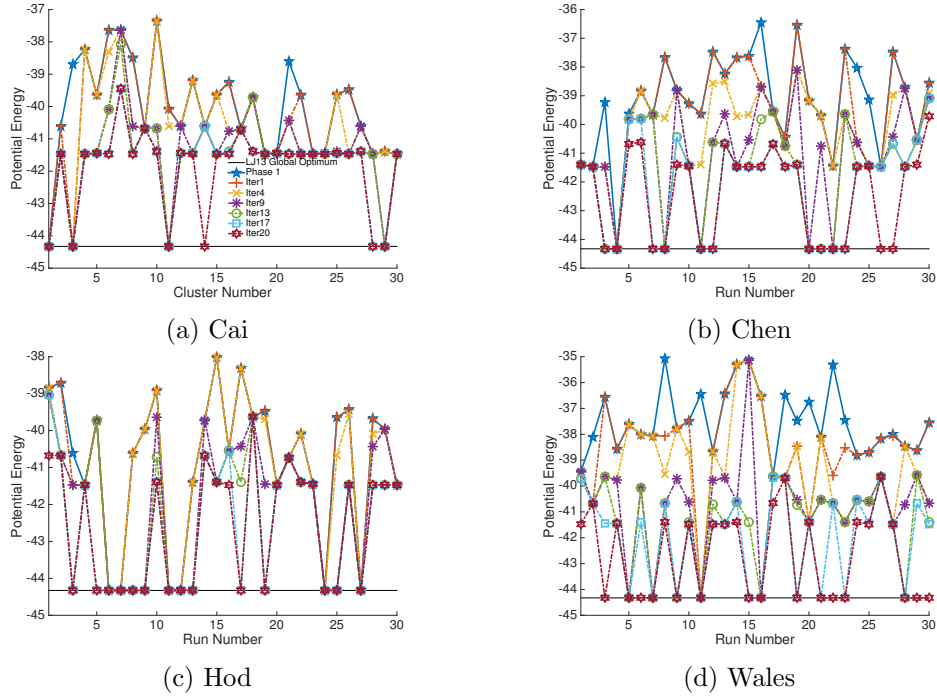 -37
-38
-39
-40
-41
-42
-43
-44
-45
Potential Energy
LJ13 Global Optimum
Phase 1
Iter1
Iter4
Iter9
Iter13
Iter17
Iter20
5 10 15 20 25 30
Cluster Number
(a) Cai
-36
-37
-38
-39
-40
-41
-42
-43
-44
-45
Potential Energy
5 10 15 20 25 30
Run Number
(b) Chen
-38
-39
-40
-41
-42
-43
-44
-45
Potential Energy
5 10 15 20 25 30
Run Number
(c) Hod
-35
-36
-37
-38
-39
-40
-41
-42
-43
-44
-45
Potential Energy
5 10 15 20 25 30
Run Number
(d) Wales